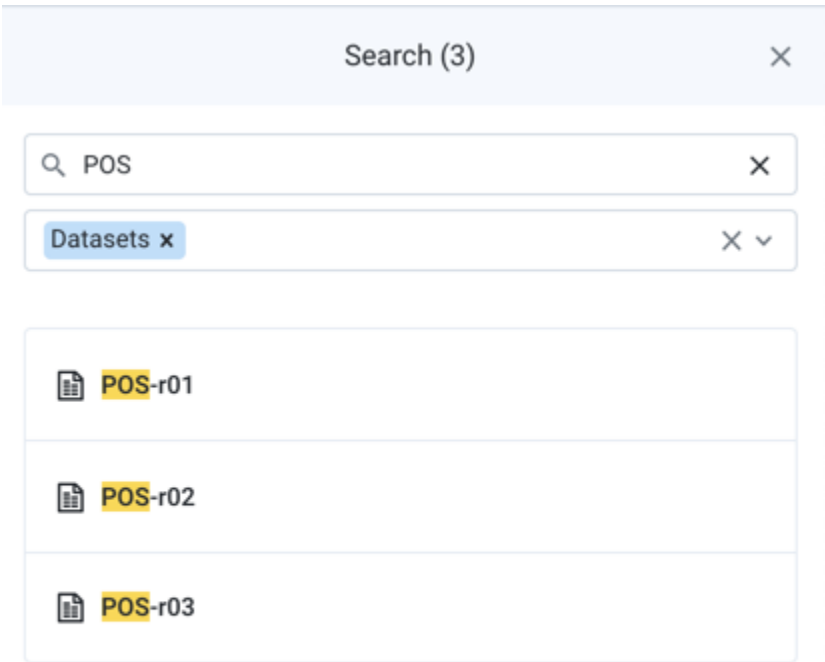 Search (3)
POS
Datasets
POS-r01
POS-r02
POS-r03